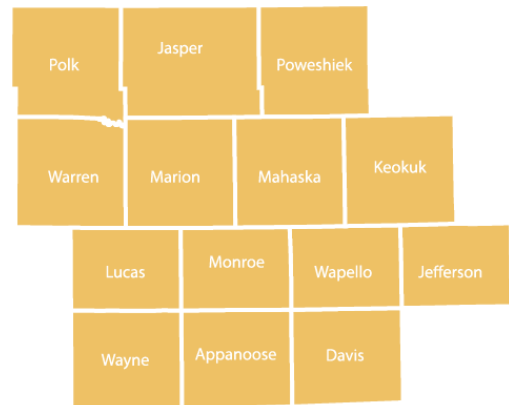 Polk
Jasper
Poweshiek
Warren
Marion
Mahaska
Keokuk
Lucas
Monroe
Wapello
Jefferson
Wayne
Appanoose
Davis